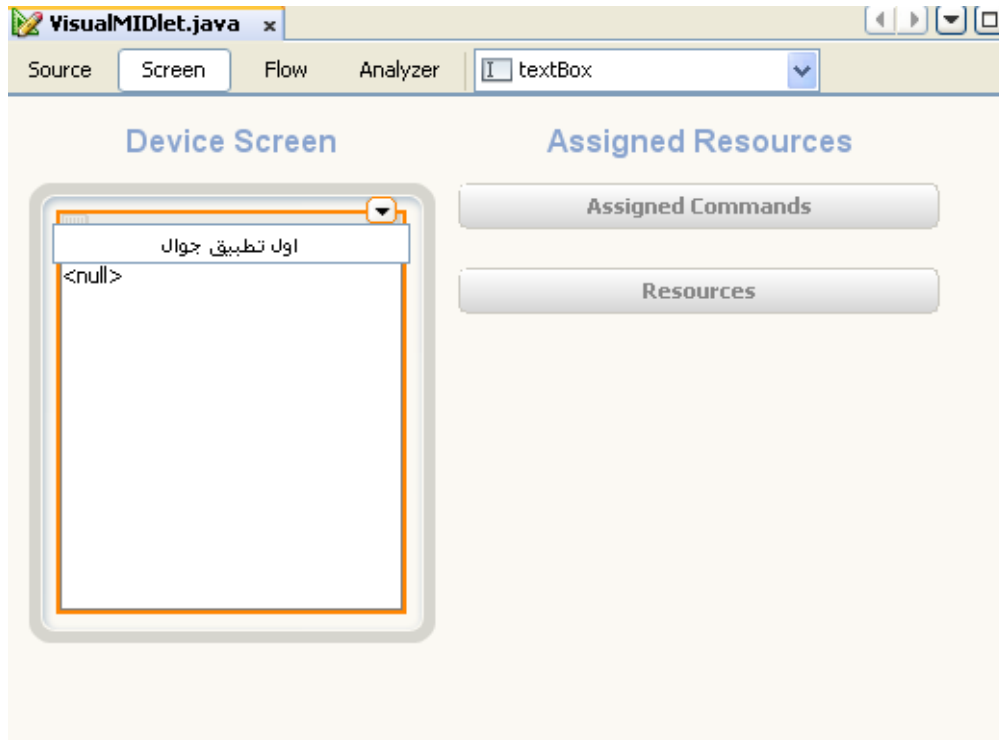 VisualMIDlet.java x
Source Screen Flow Analyzer textBox
Device Screen
Assigned Resources
Assigned Commands
اول تطبيق جوال
<null>
Resources